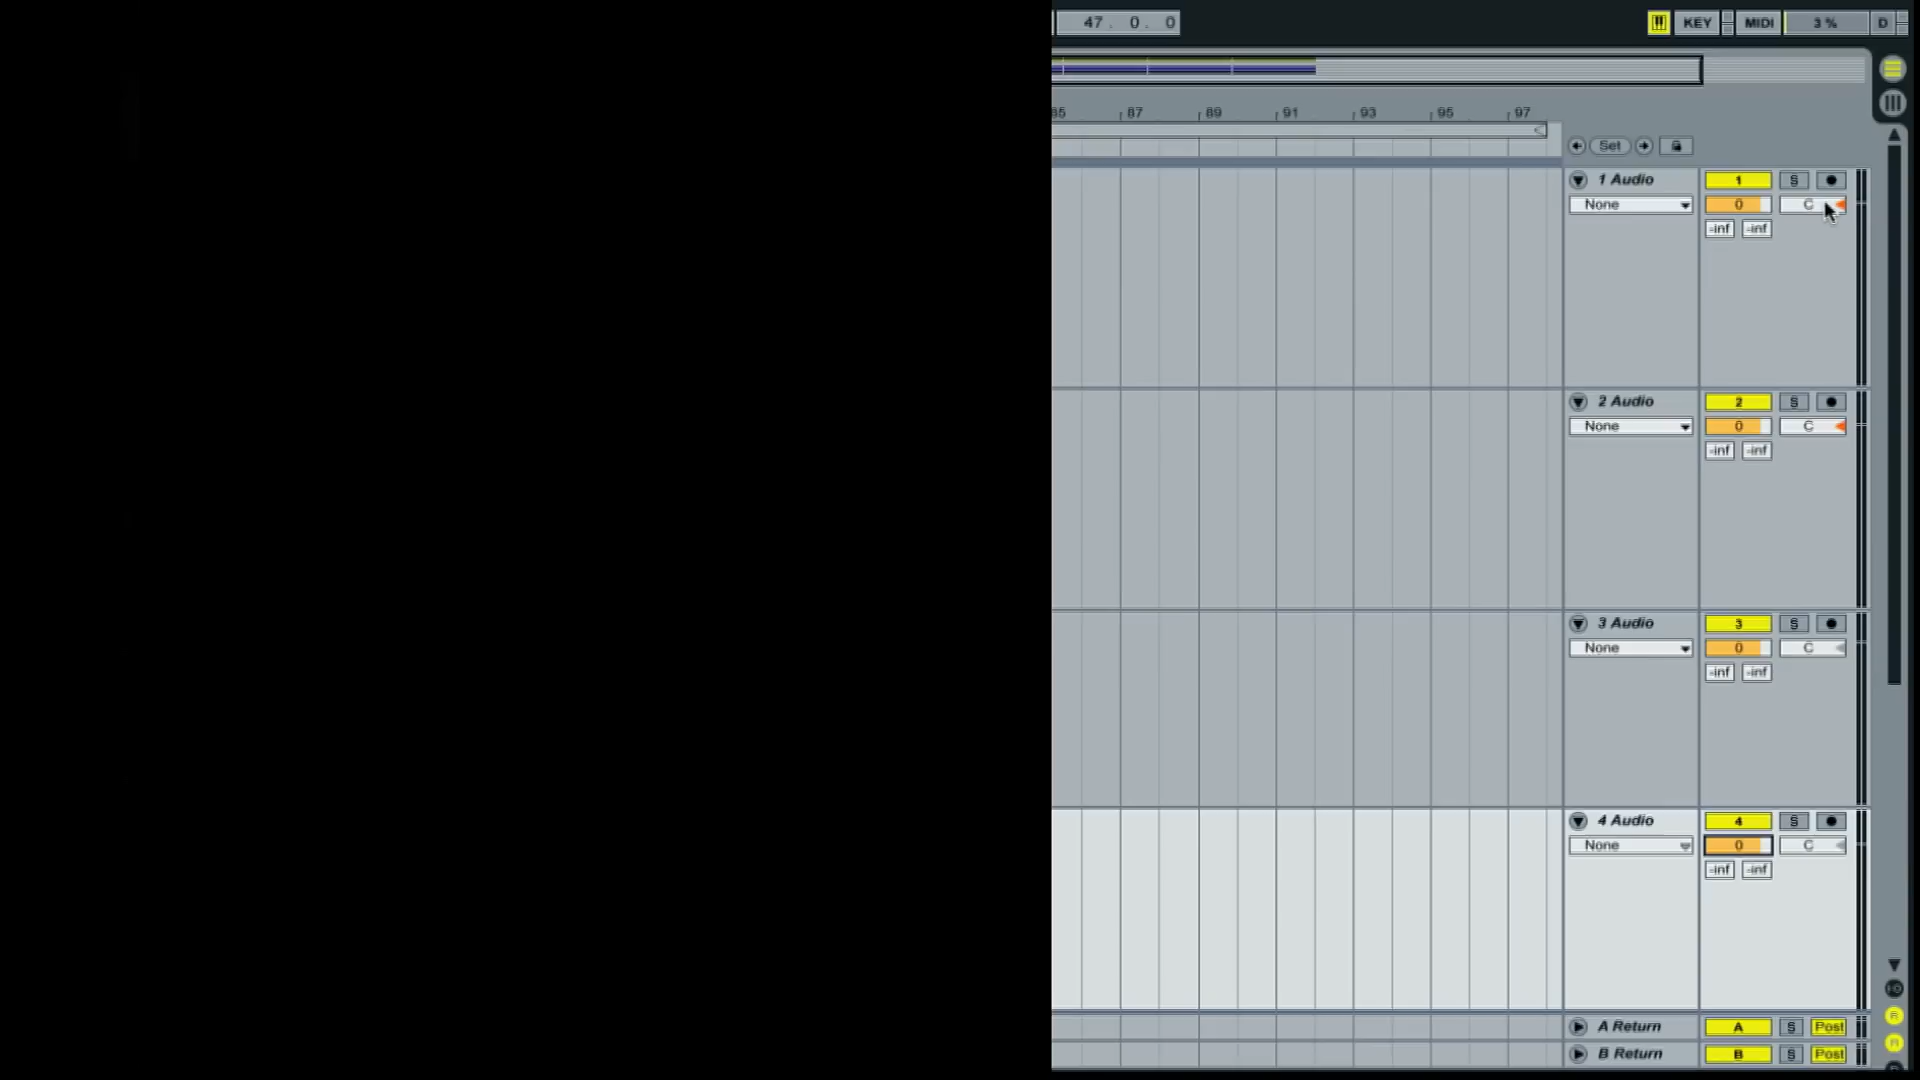 47 . 0 . 0 KEY MIDI 3 % D
85 87 89 91 93 95 97
Set
1 Audio 1 S
None 0 C
-inf -inf
2 Audio 2 S
None 0 C
-inf -inf
3 Audio 3 S
None 0 C
-inf -inf
4 Audio 4 S
None 0 C
-inf -inf
A Return A S Post
R
B Return B S Post